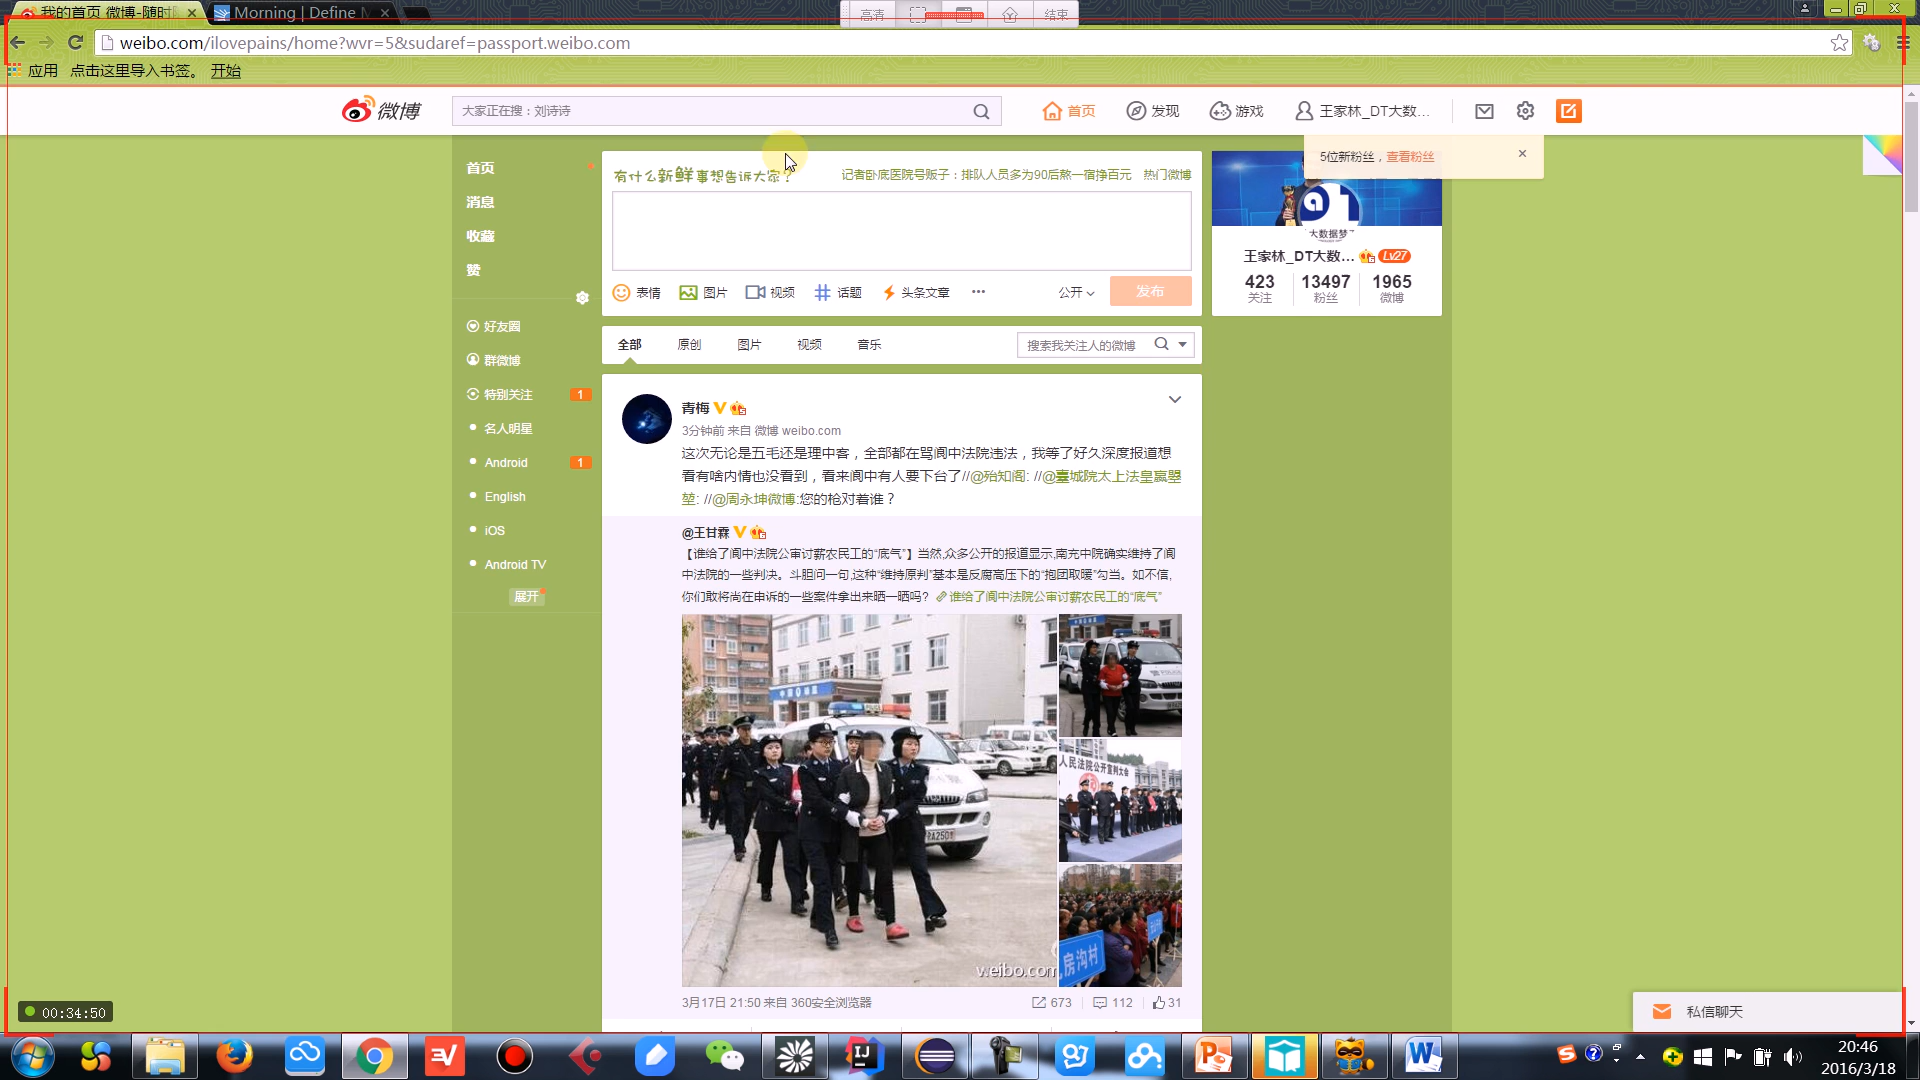 我的首页 微博-随时
Morning | Define M
高清
结束
weibo.com/ilovepains/home?wvr=5&sudaref=passport.weibo.com
应用 点击这里导入书签。 开始
微博
大家正在搜：刘诗诗
首页
发现
游戏
王家林_DT大数...
5位新粉丝，查看粉丝
首页
消息
收藏
赞
好友圈
群微博
特别关注 1
名人明星
Android 1
English
iOS
Android TV
展开
有什么新鲜事想告诉大家？
记者卧底医院号贩子：排队人员多为90后熬一宿挣百元 热门微博
表情 图片 视频 话题 头条文章 ...
公开 发布
全部 原创 图片 视频 音乐
搜索我关注人的微博
青梅
3分钟前 来自 微博 weibo.com
这次无论是五毛还是理中客，全部都在骂阆中法院违法，我等了好久深度报道想
看有啥内情也没看到，看来阆中有人要下台了//@殆知阁: //@臺城院太上法皇嬴曌
堃: //@周永坤微博:您的枪对着谁？
@王甘霖
【谁给了阆中法院公审讨薪农民工的“底气”】当然,众多公开的报道显示,南充中院确实维持了阆
中法院的一些判决。斗胆问一句,这种“维持原判”基本是反腐高压下的“抱团取暖”勾当。如不信,
你们敢将尚在申诉的一些案件拿出来晒一晒吗? 谁给了阆中法院公审讨薪农民工的“底气”
人民法院公开宣判大会
房沟村
weibo.com
3月17日 21:50 来自 360安全浏览器
673
112
31
大数据梦
王家林_DT大数... Lv27
423 13497 1965
关注 粉丝 微博
私信聊天
00:34:50
20:46
2016/3/18